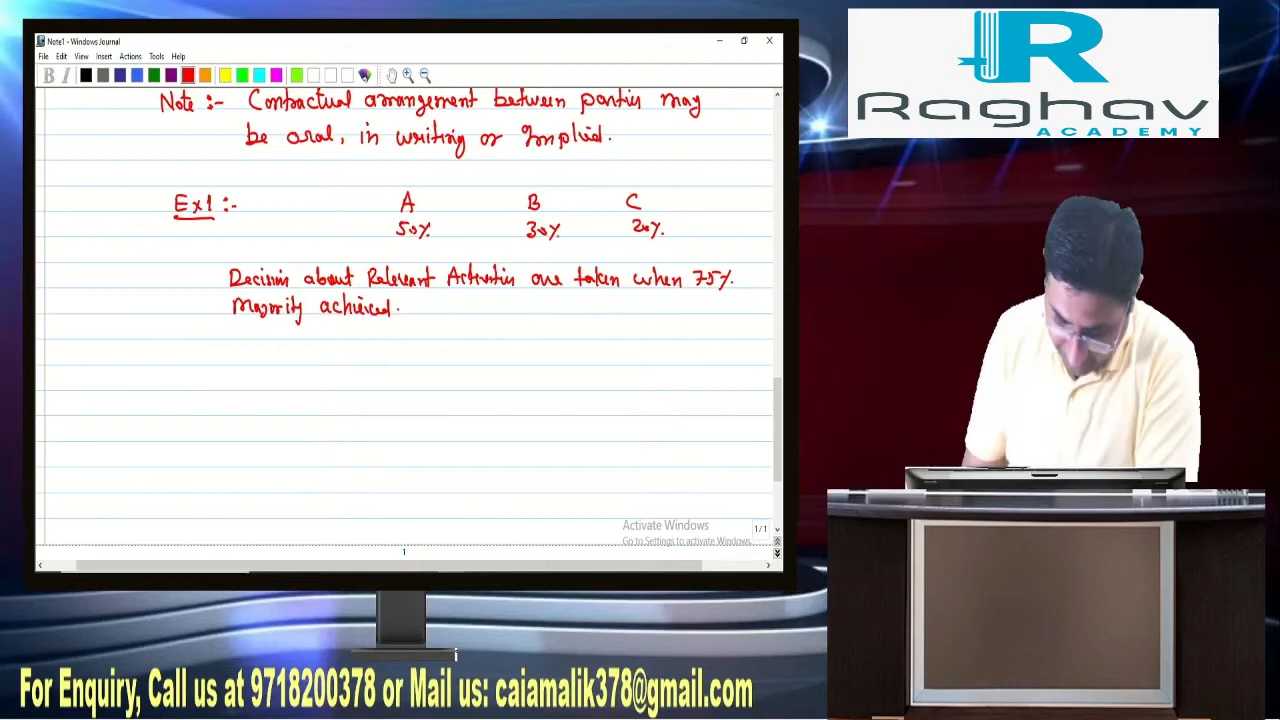 Note1 - Windows Journal
File Edit View Insert Actions Tools Help
B I
Note :- Contractual arrangement between parties may
be oral, in writing or Implied.
Ex1 :- A B C
50% 30% 20%
Decision about Relevant Activities are taken when 75%
Majority achieved.
Activate Windows
Go to Settings to activate Windows.
1/1
1
R
Raghav
ACADEMY
For Enquiry, Call us at 9718200378 or Mail us: caiamalik378@gmail.com